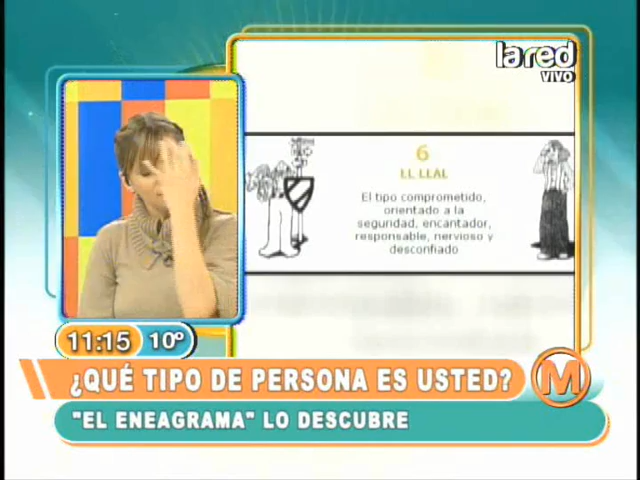 lared
VIVO
6
EL LEAL
El tipo comprometido,
orientado a la
seguridad, encantador,
responsable, nervioso y
desconfiado
11:15 10º
¿QUÉ TIPO DE PERSONA ES USTED?
M
"EL ENEAGRAMA" LO DESCUBRE